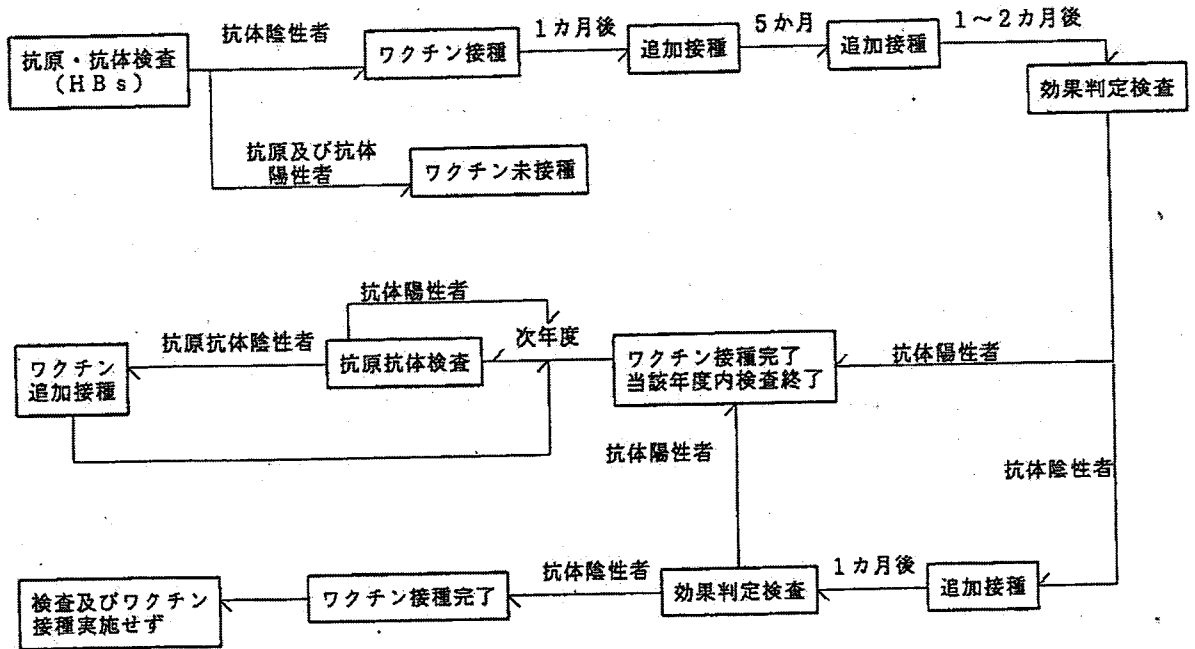 抗体陰性者
1カ月後
5か月
1～2カ月後
抗原・抗体検査
(HBs)
ワクチン接種
追加接種
追加接種
効果判定検査
抗原及び抗体
陽性者
ワクチン未接種
抗体陽性者
次年度
抗原抗体陰性者
抗原抗体検査
ワクチン
追加接種
ワクチン接種完了
当該年度内検査終了
抗体陽性者
抗体陽性者
抗体陰性者
検査及びワクチン
接種実施せず
ワクチン接種完了
抗体陰性者
効果判定検査
1カ月後
追加接種